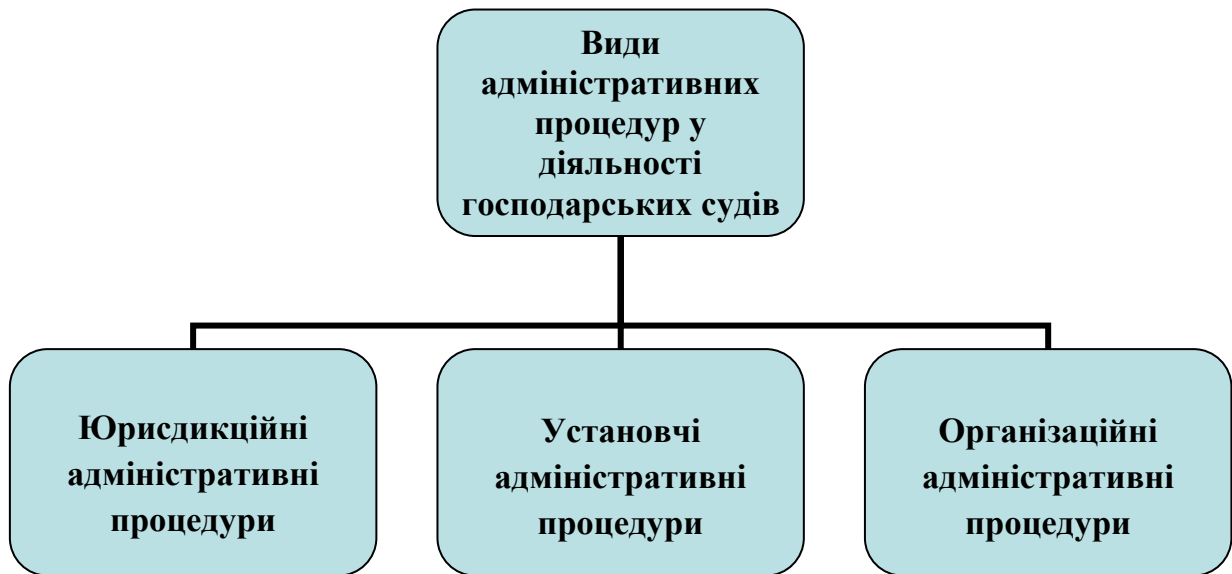 Види
адміністративних
процедур у
діяльності
господарських судів
Юрисдикційні
адміністративні
процедури
Установчі
адміністративні
процедури
Організаційні
адміністративні
процедури